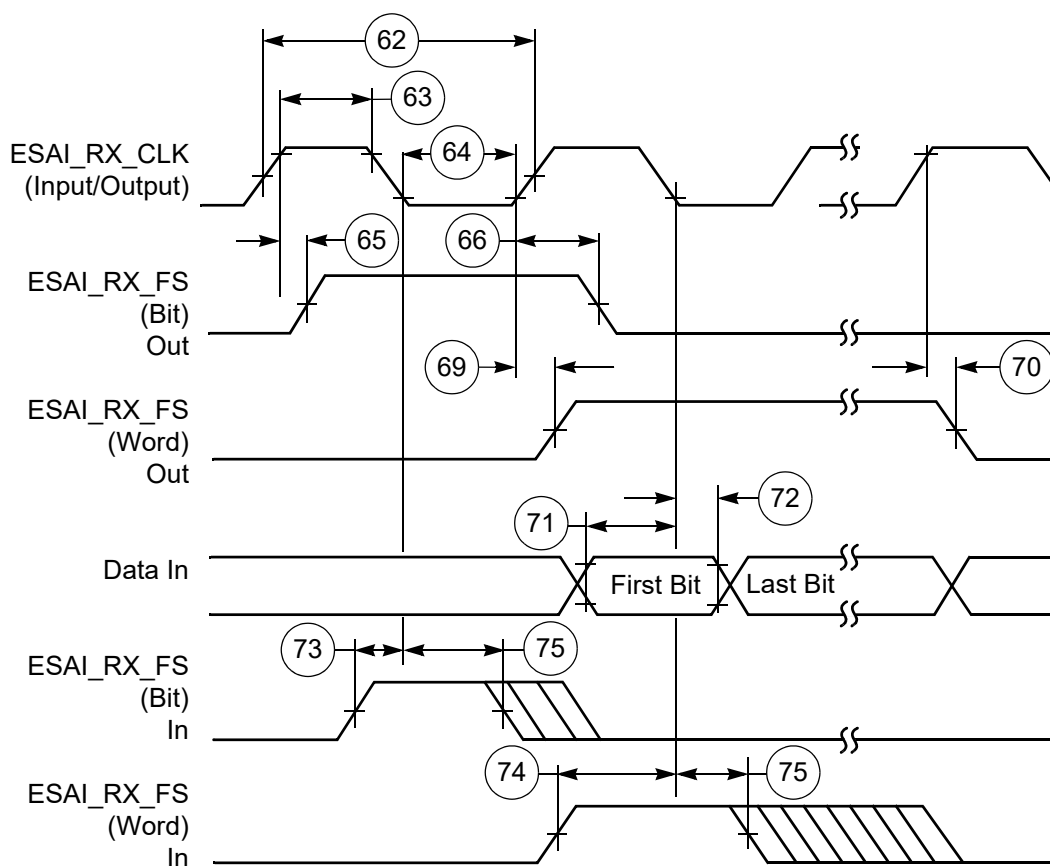 62
63
ESAI_RX_CLK
(Input/Output)
64
65
66
ESAI_RX_FS
(Bit)
Out
69
70
ESAI_RX_FS
(Word)
Out
71
72
Data In
First Bit
Last Bit
73
75
ESAI_RX_FS
(Bit)
In
74
75
ESAI_RX_FS
(Word)
In